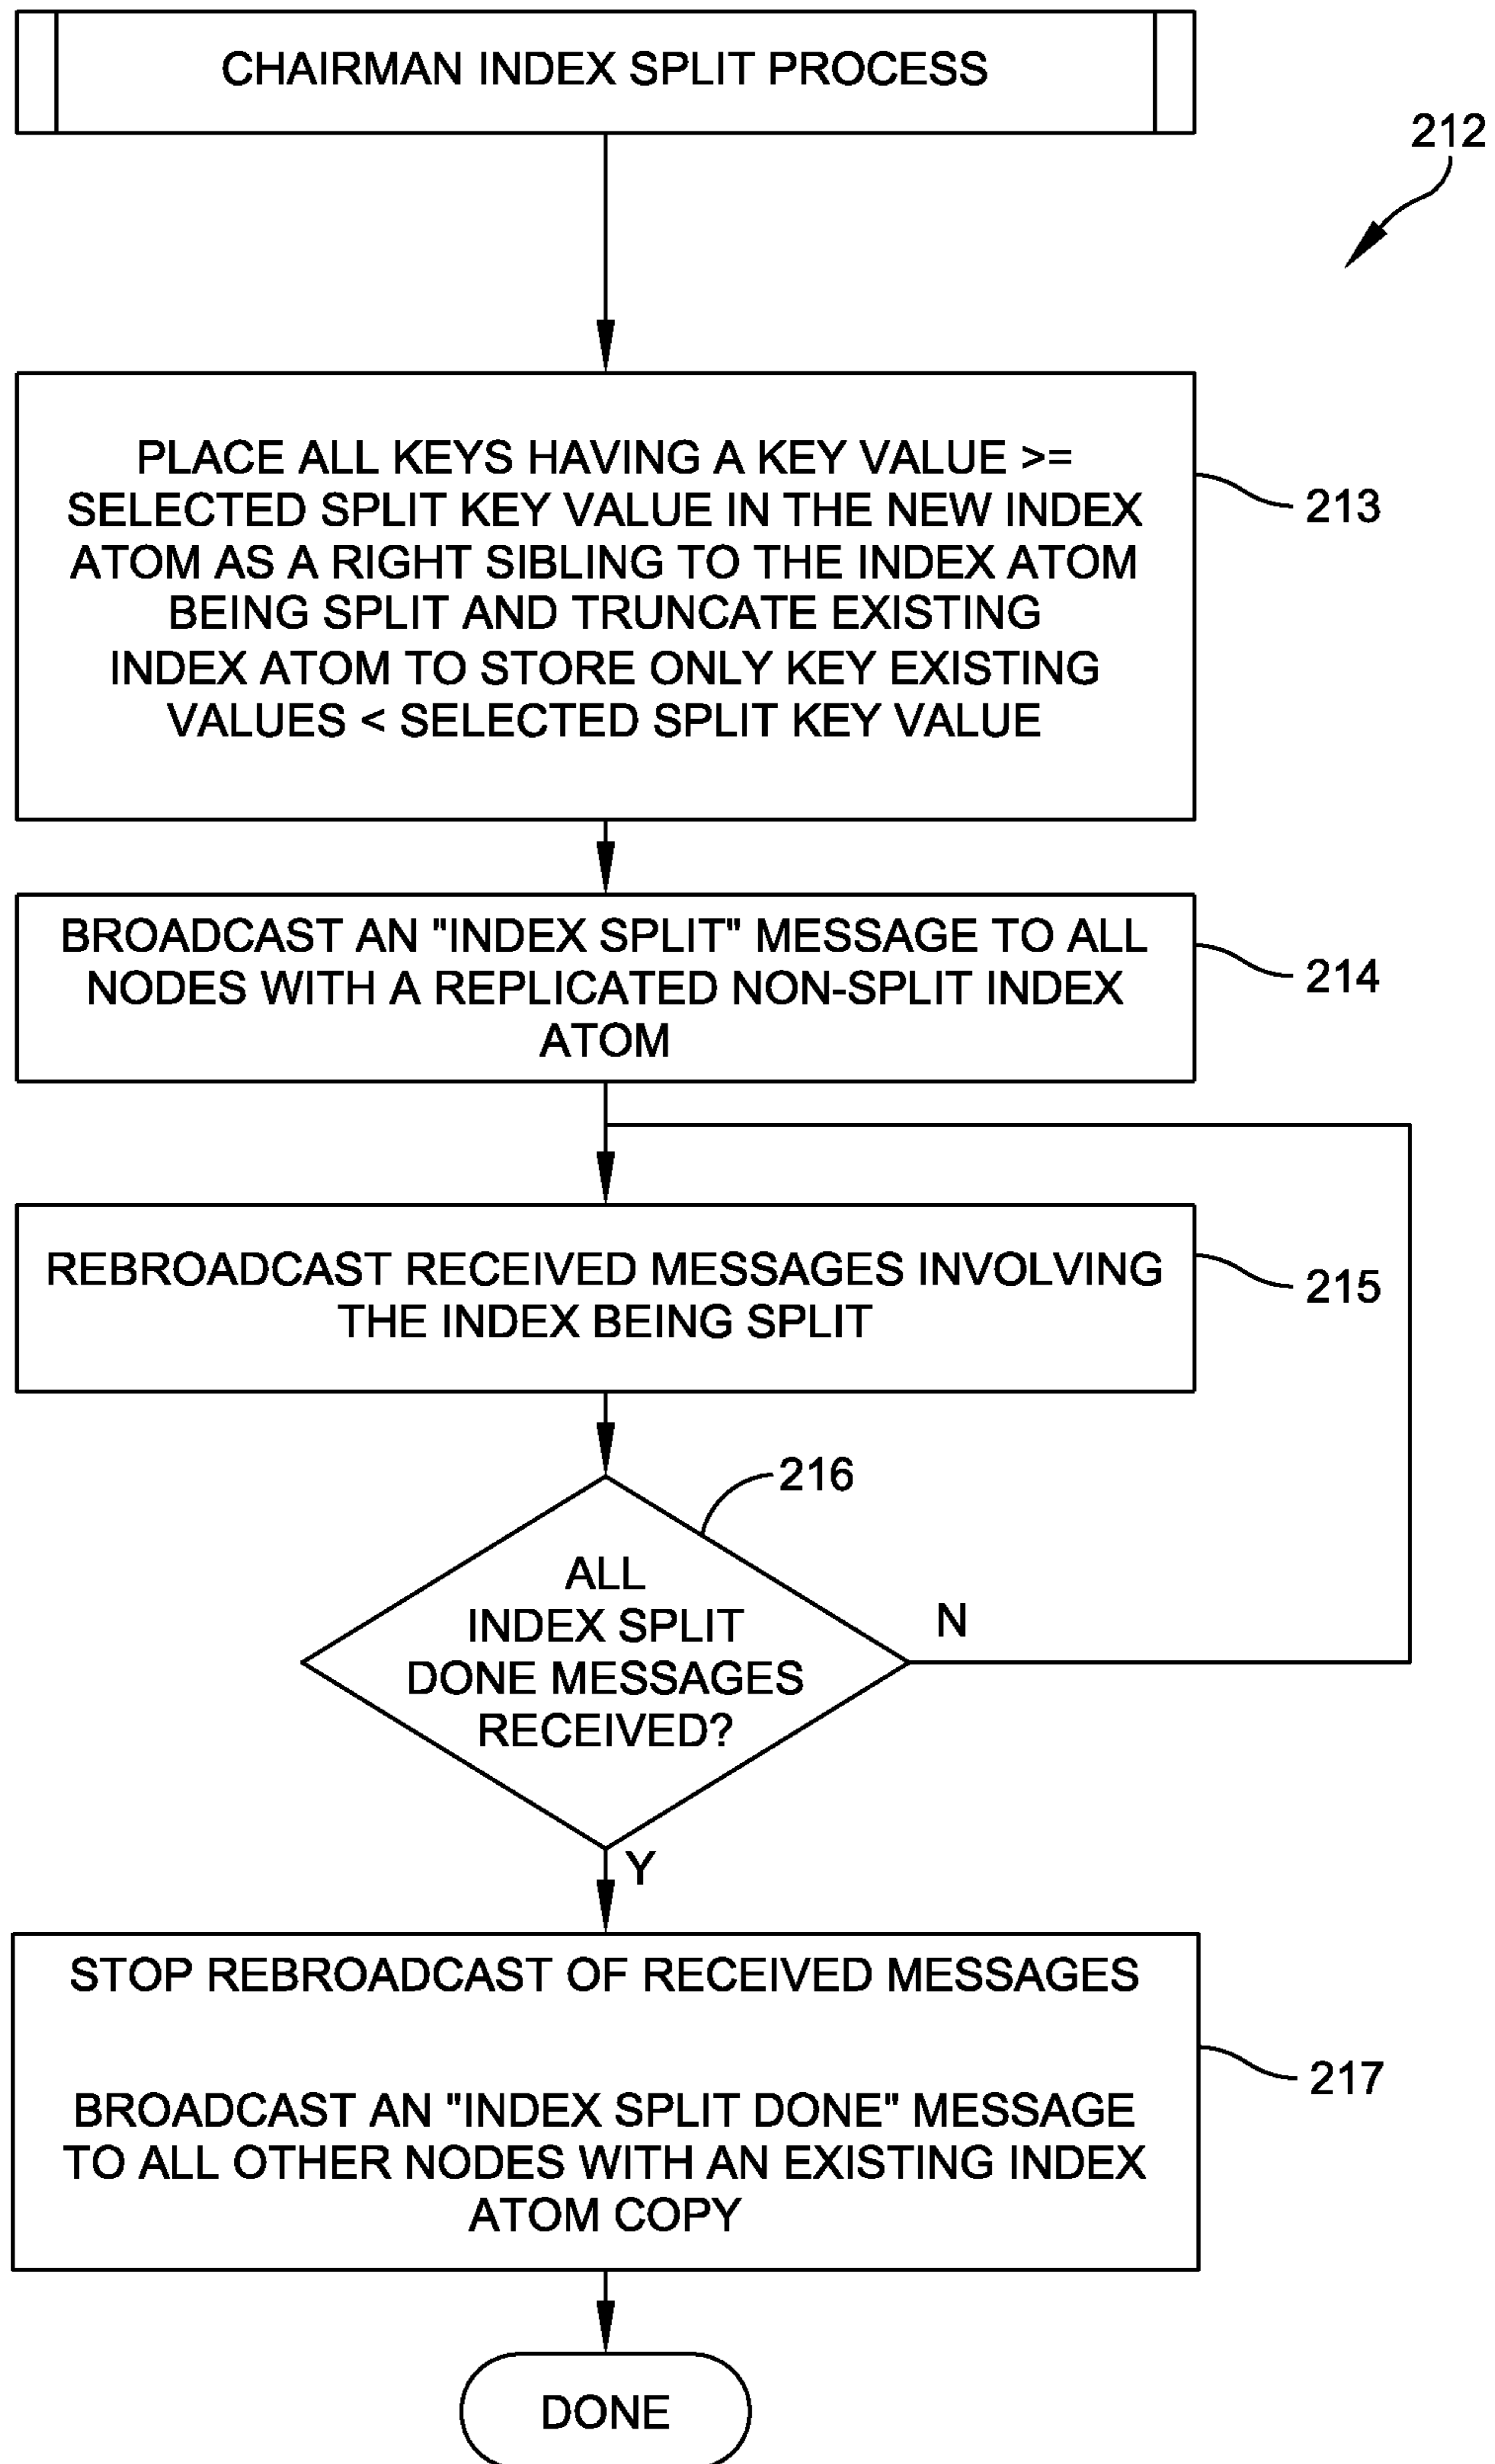 CHAIRMAN INDEX SPLIT PROCESS
212
PLACE ALL KEYS HAVING A KEY VALUE >=
SELECTED SPLIT KEY VALUE IN THE NEW INDEX
ATOM AS A RIGHT SIBLING TO THE INDEX ATOM
BEING SPLIT AND TRUNCATE EXISTING
INDEX ATOM TO STORE ONLY KEY EXISTING
VALUES < SELECTED SPLIT KEY VALUE
213
BROADCAST AN "INDEX SPLIT" MESSAGE TO ALL
NODES WITH A REPLICATED NON-SPLIT INDEX
ATOM
214
REBROADCAST RECEIVED MESSAGES INVOLVING
THE INDEX BEING SPLIT
215
216
ALL
INDEX SPLIT
DONE MESSAGES
RECEIVED?
N
Y
STOP REBROADCAST OF RECEIVED MESSAGES
BROADCAST AN "INDEX SPLIT DONE" MESSAGE
TO ALL OTHER NODES WITH AN EXISTING INDEX
ATOM COPY
217
DONE